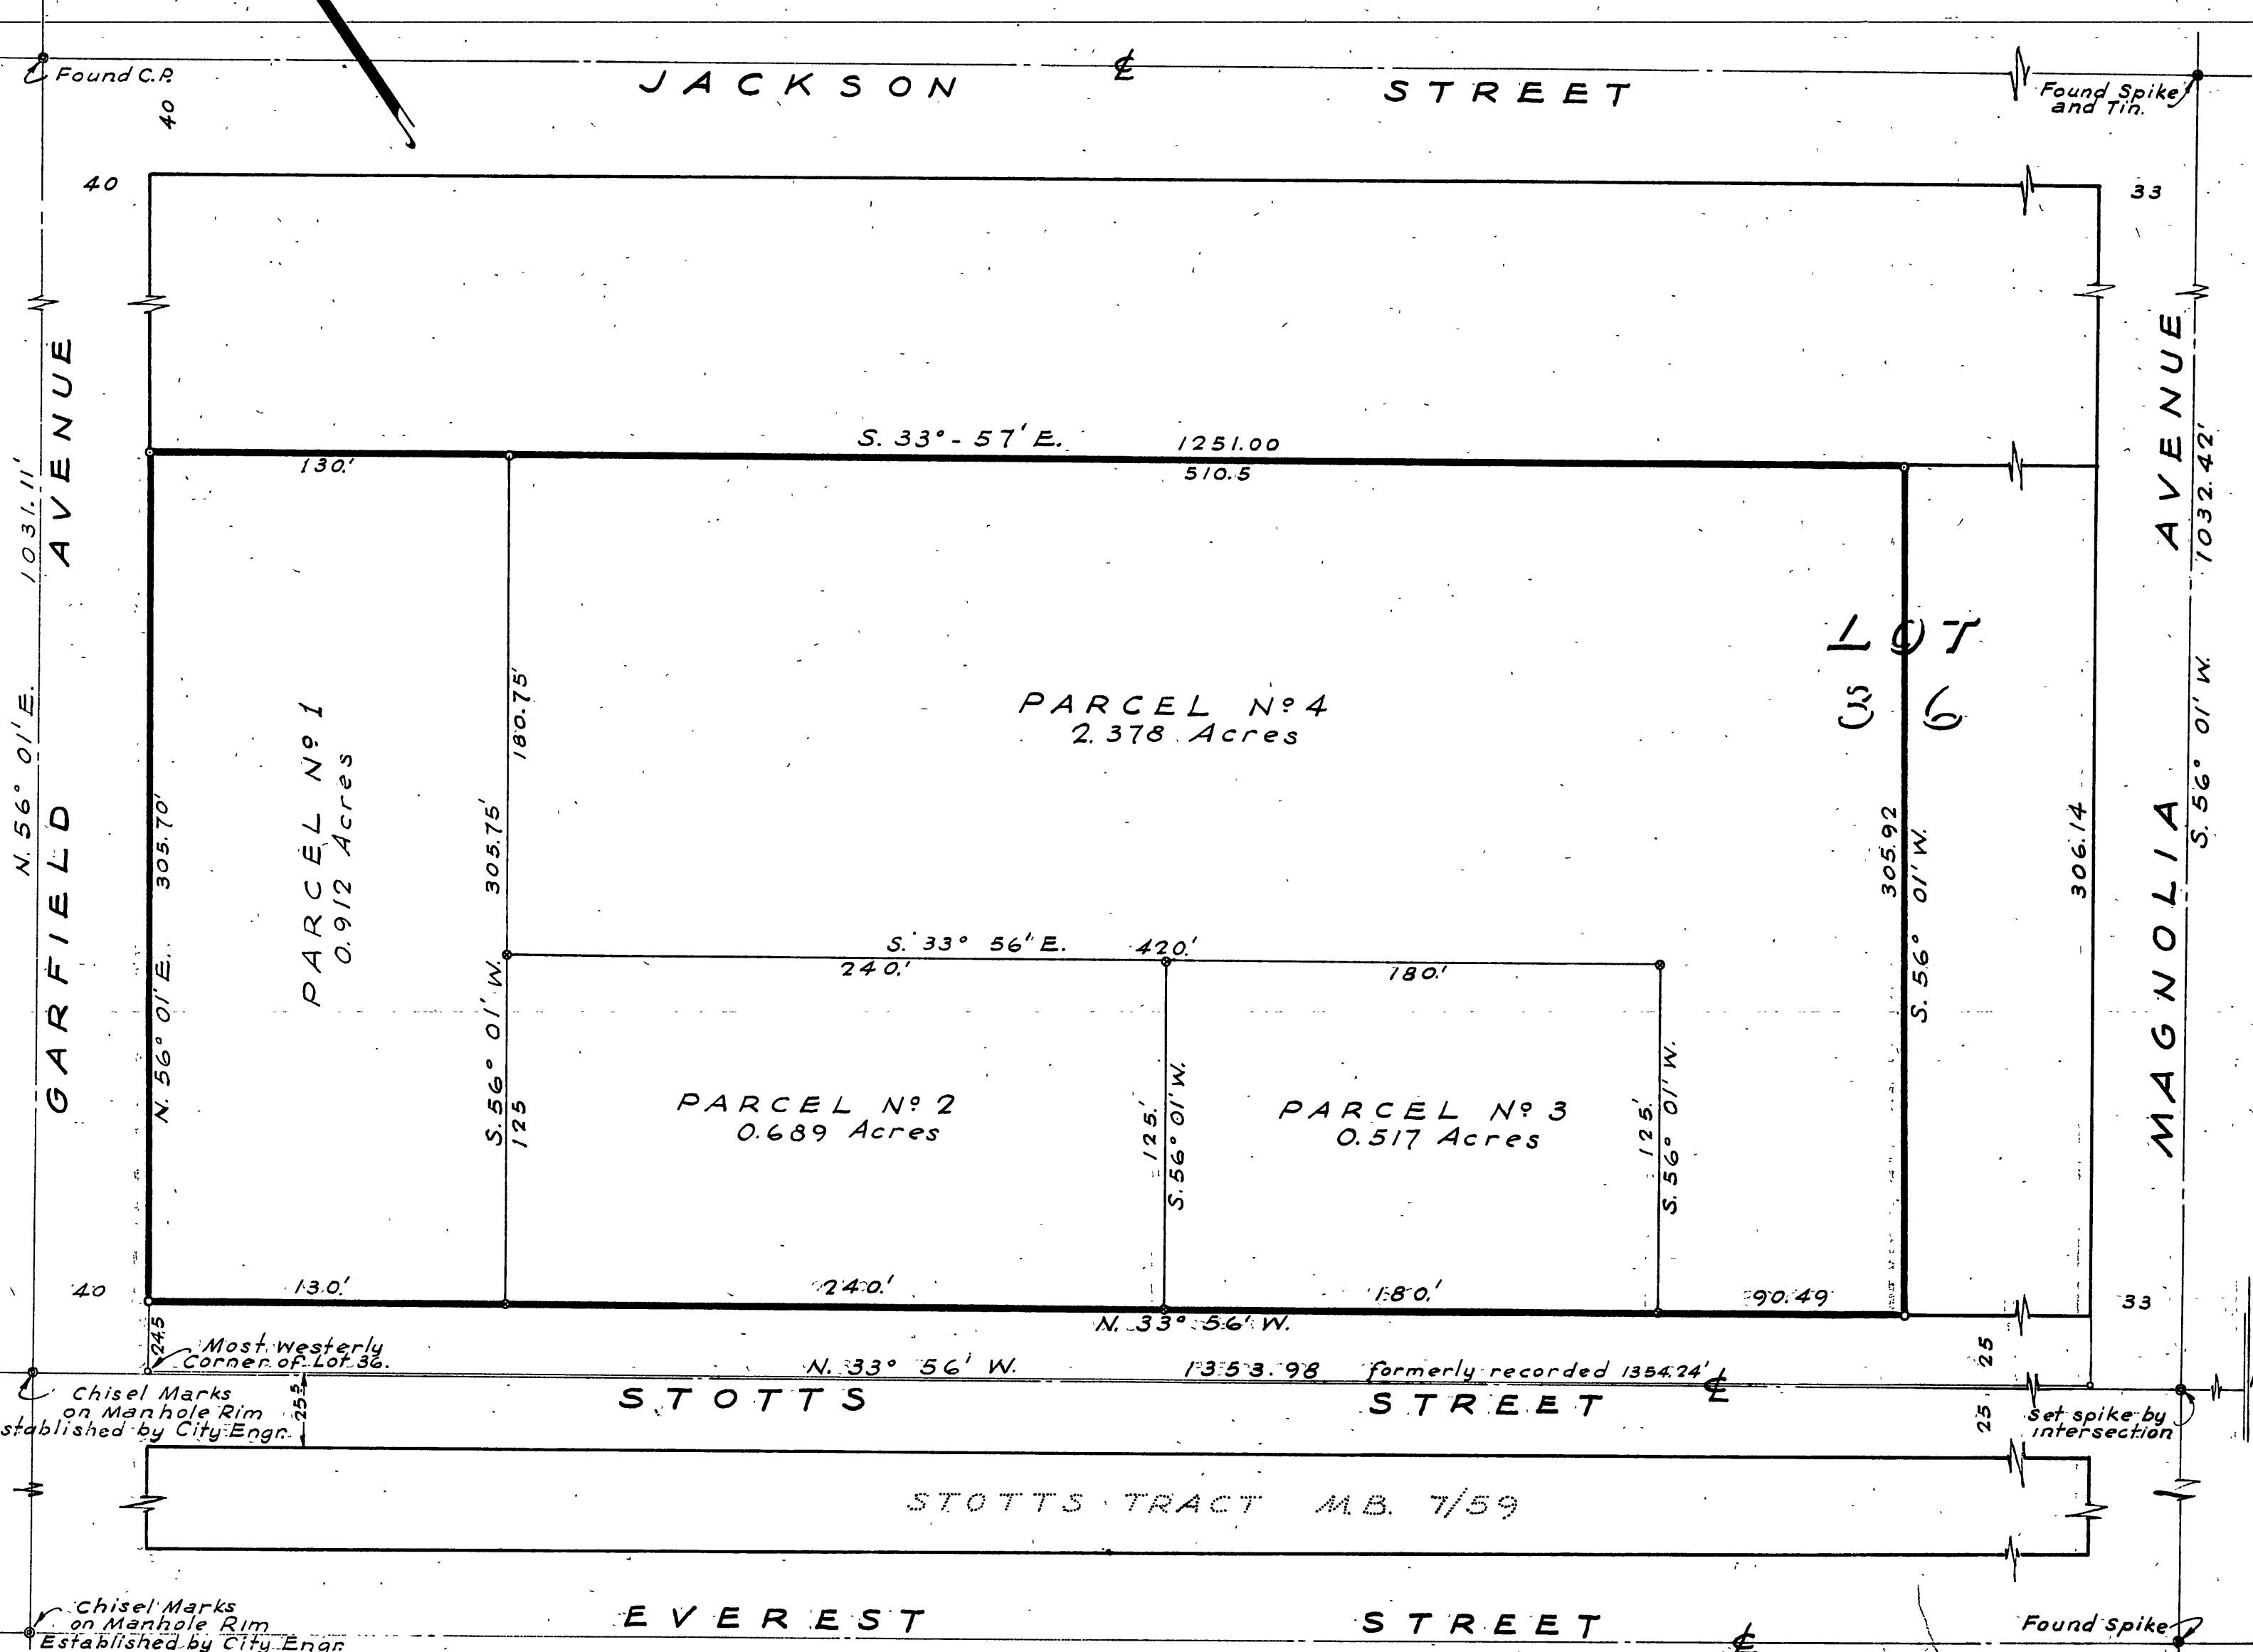 ℄
Found C.P.
JACKSON STREET
Found Spike
and Tin.
40
40
33
GARFIELD AVENUE
N. 56° 01' E. 1031.11'
MAGNOLIA AVENUE
S. 56° 01' W. 1032.42'
S. 33° - 57' E. 1251.00
130.'
510.5
N. 56° 01' E. 305.70'
PARCEL Nº 1
0.912 Acres
180.75'
305.75'
S. 56° 01' W.
125
PARCEL Nº 4
2.378 Acres
LOT
36
305.92
S. 56° 01' W.
306.14
S. 33° 56' E. 420.'
240.'
180.'
PARCEL Nº 2
0.689 Acres
125.'
S. 56° 01' W.
PARCEL Nº 3
0.517 Acres
125.'
S. 56° 01' W.
40
130.'
240.'
180.'
90.49
33
N. 33° 56' W.
24.5
Most Westerly
Corner of Lot 36.
N. 33° 56' W. 1353.98 formerly recorded 1354.24' ℄
25
Chisel Marks
on Manhole Rim
stablished by City Engr.
25.5
STOTTS STREET
25
Set spike by
intersection
STOTTS TRACT M.B. 7/59
Chisel Marks
on Manhole Rim
Established by City Engr.
EVEREST STREET
℄
Found Spike